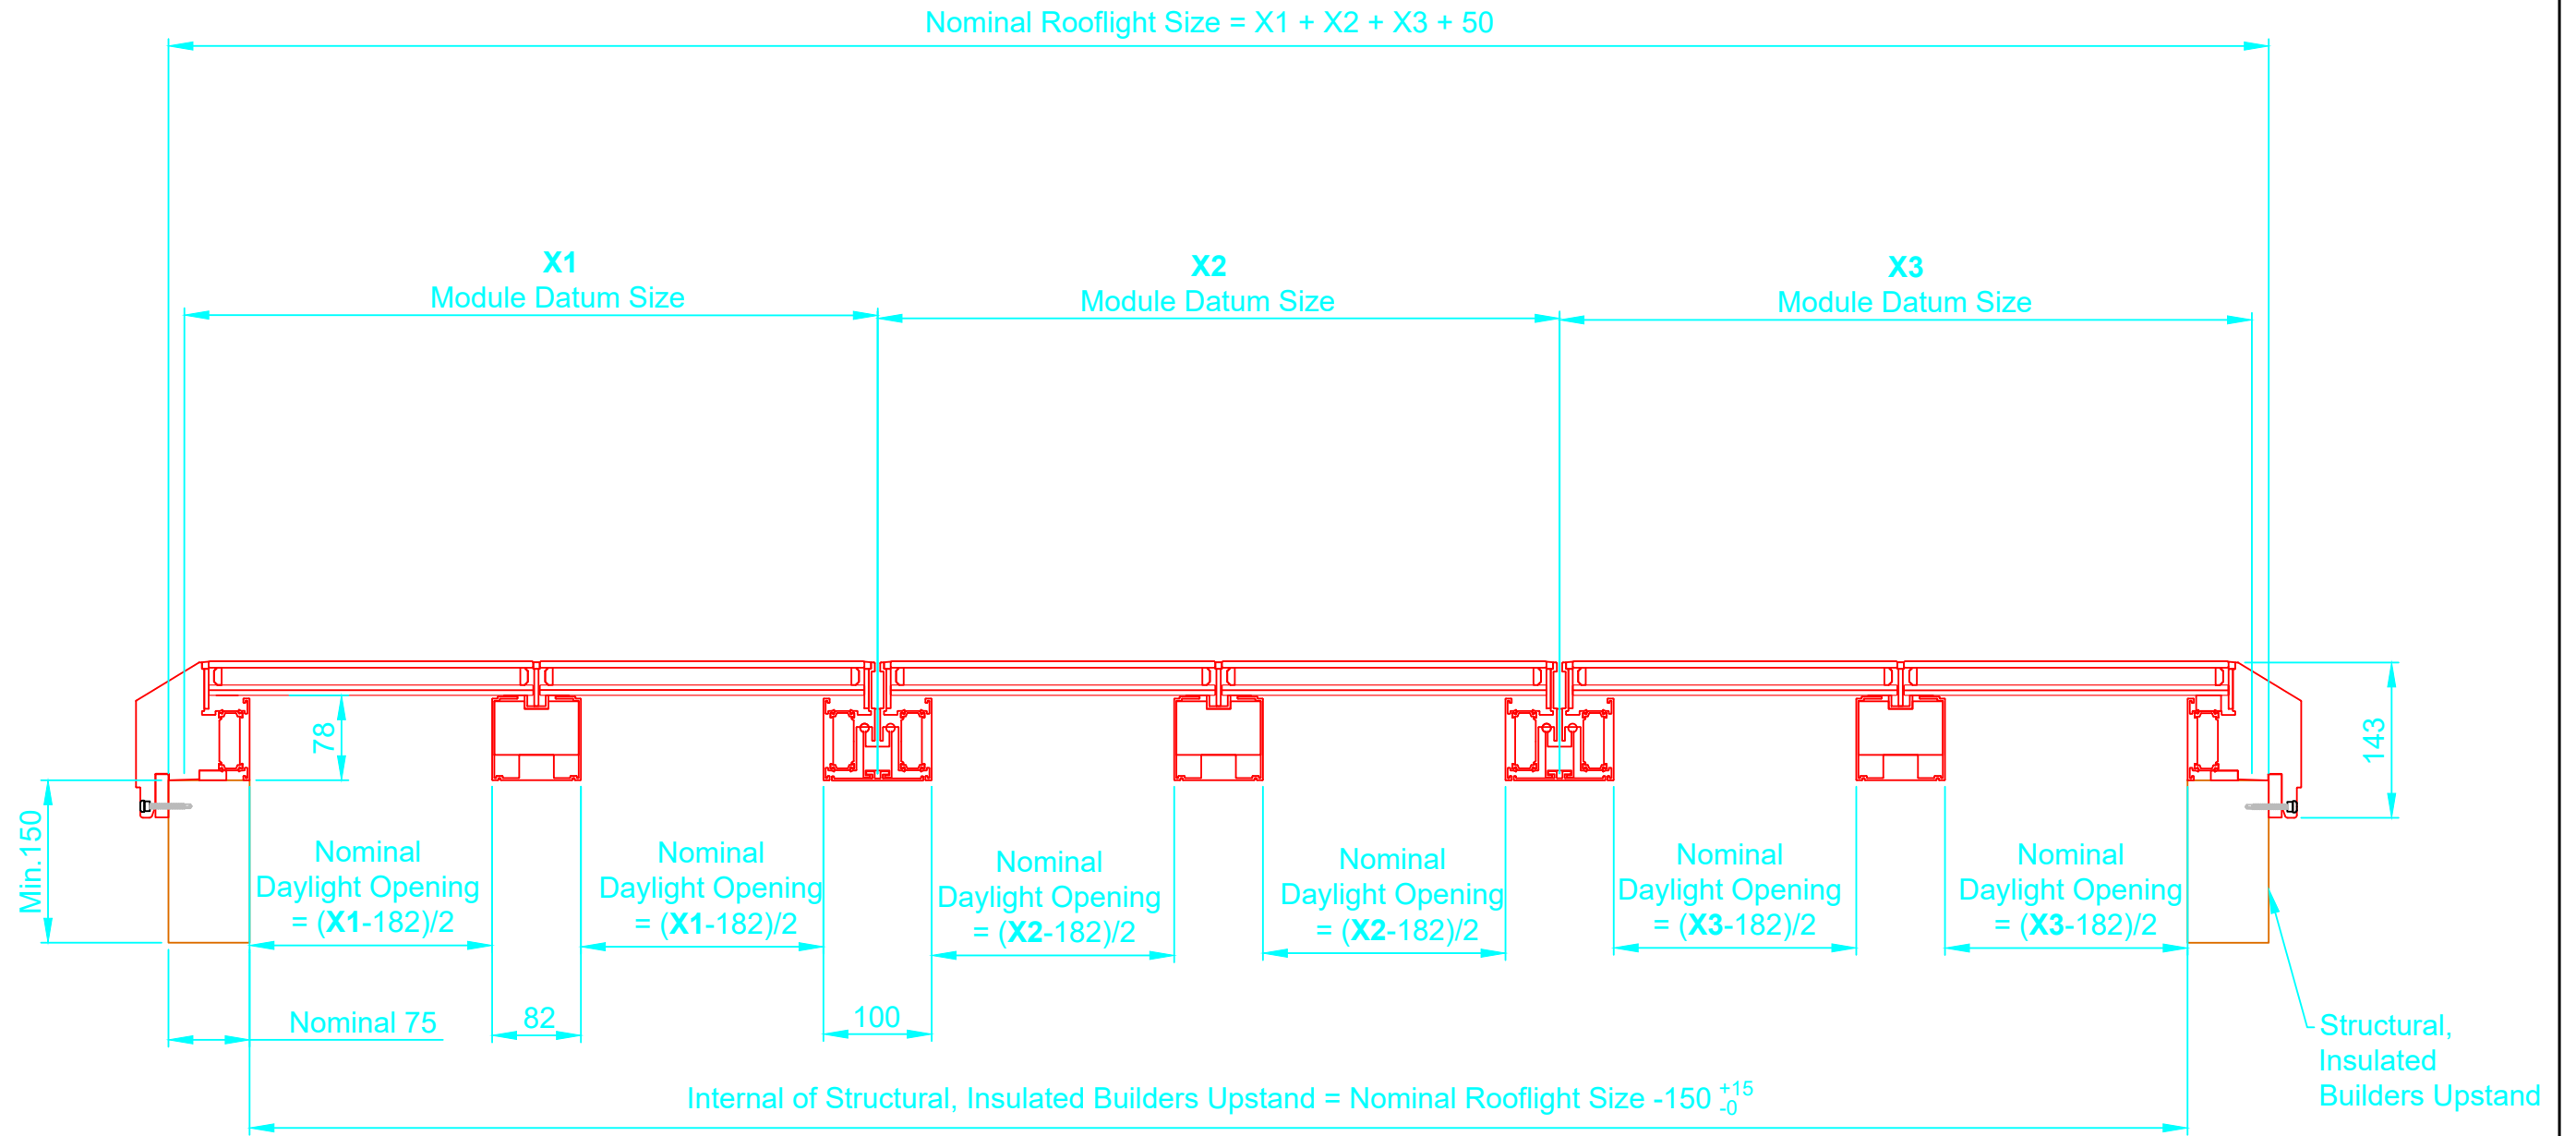 Nominal Rooflight Size = X1 + X2 + X3 + 50
X1
Module Datum Size
X2
Module Datum Size
X3
Module Datum Size
78
143
Min.150
Nominal
Daylight Opening
= (X1-182)/2
Nominal
Daylight Opening
= (X1-182)/2
Nominal
Daylight Opening
= (X2-182)/2
Nominal
Daylight Opening
= (X2-182)/2
Nominal
Daylight Opening
= (X3-182)/2
Nominal
Daylight Opening
= (X3-182)/2
Nominal 75
82
100
Structural,
Insulated
Builders Upstand
Internal of Structural, Insulated Builders Upstand = Nominal Rooflight Size -150 +15 -0